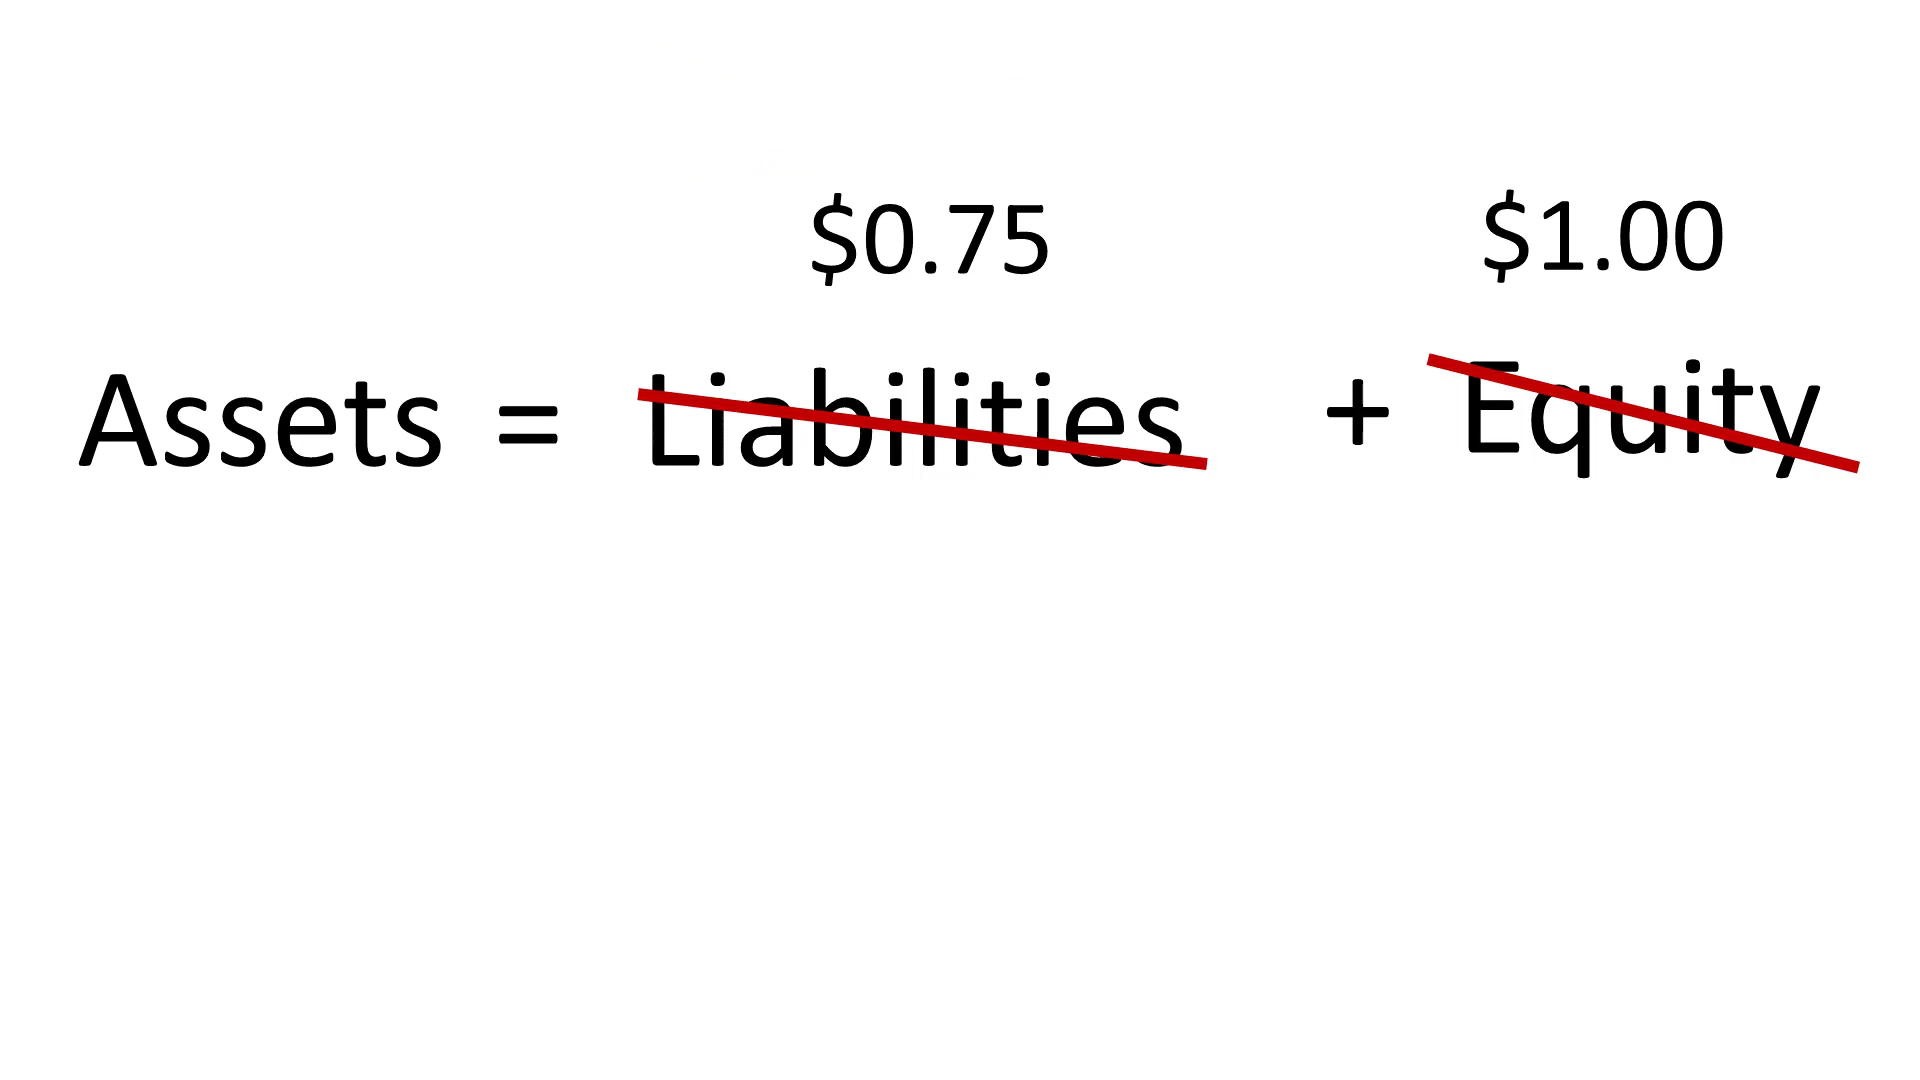 $0.75 $1.00
Assets = Liabilities + Equity